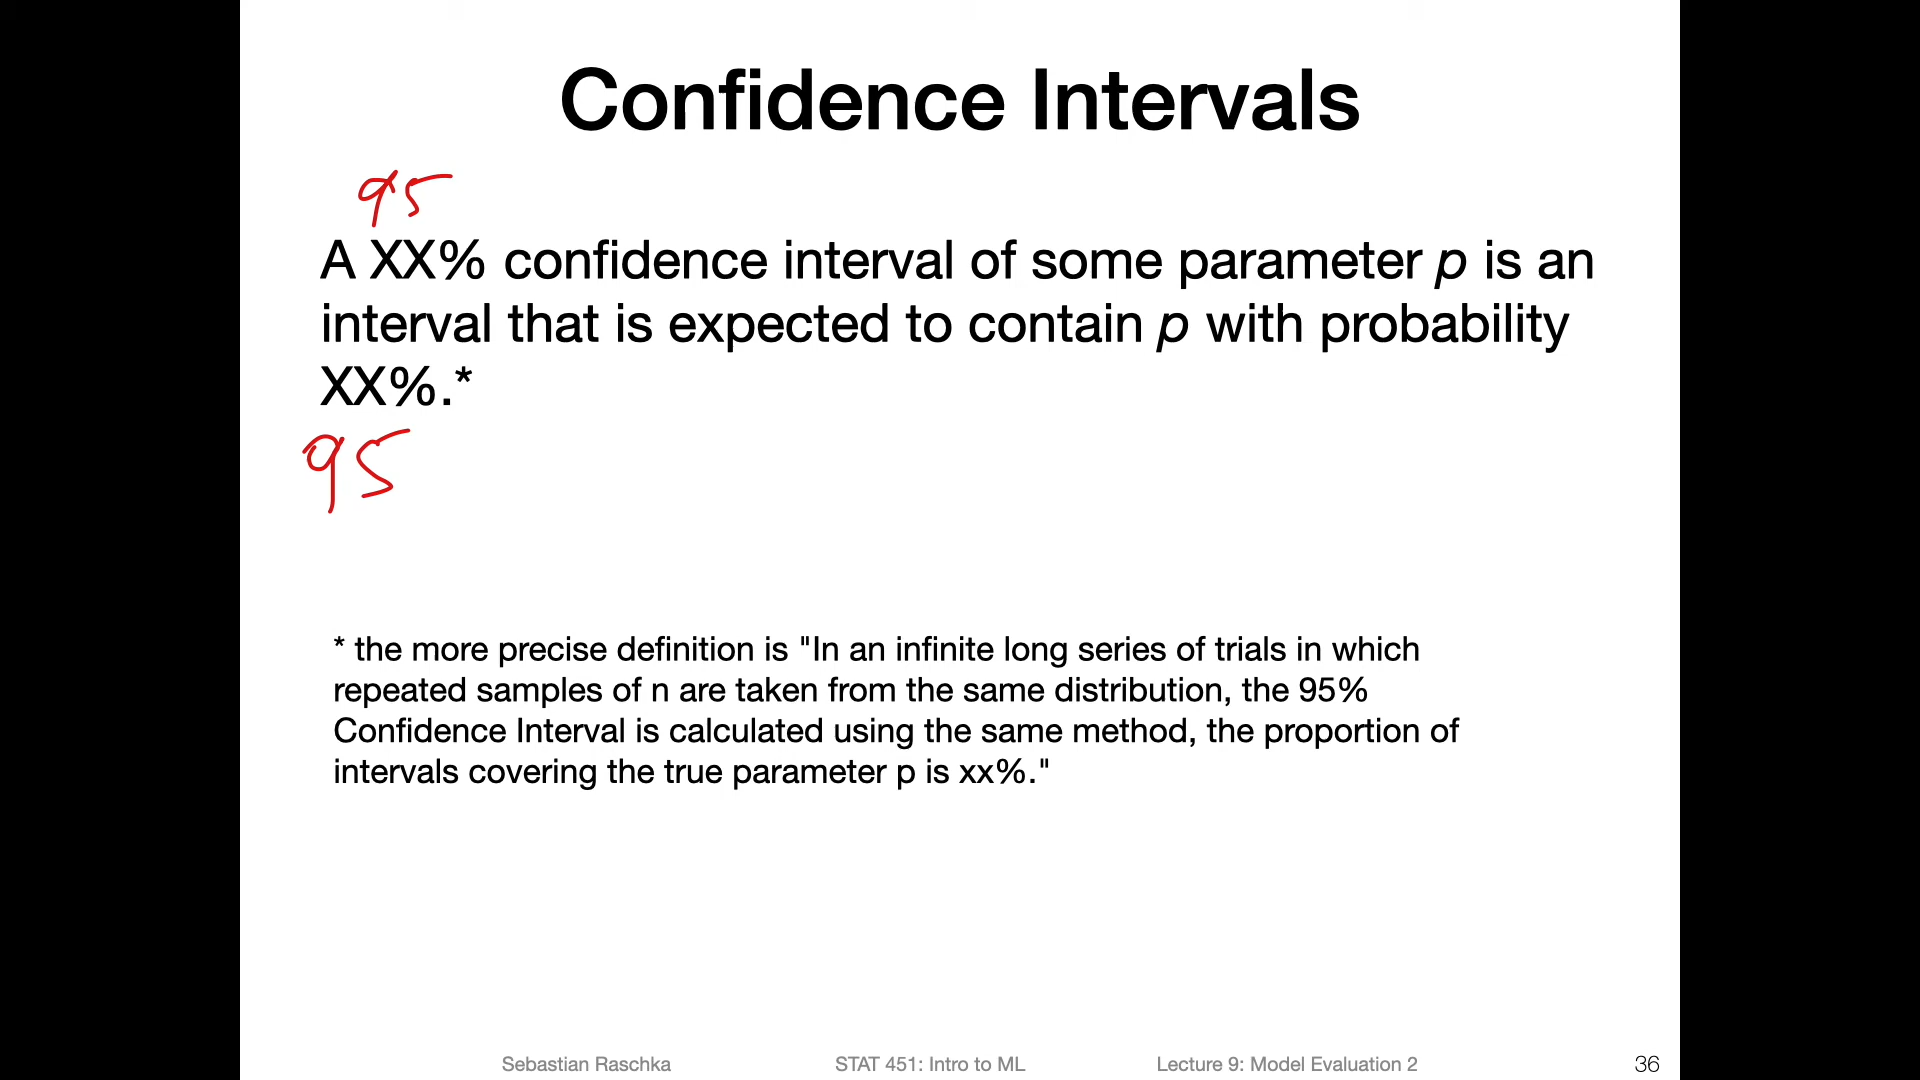 Confidence Intervals
95
A XX% confidence interval of some parameter p is an
interval that is expected to contain p with probability
XX%.*
95
* the more precise definition is "In an infinite long series of trials in which
repeated samples of n are taken from the same distribution, the 95%
Confidence Interval is calculated using the same method, the proportion of
intervals covering the true parameter p is xx%."
Sebastian Raschka STAT 451: Intro to ML Lecture 9: Model Evaluation 2 36